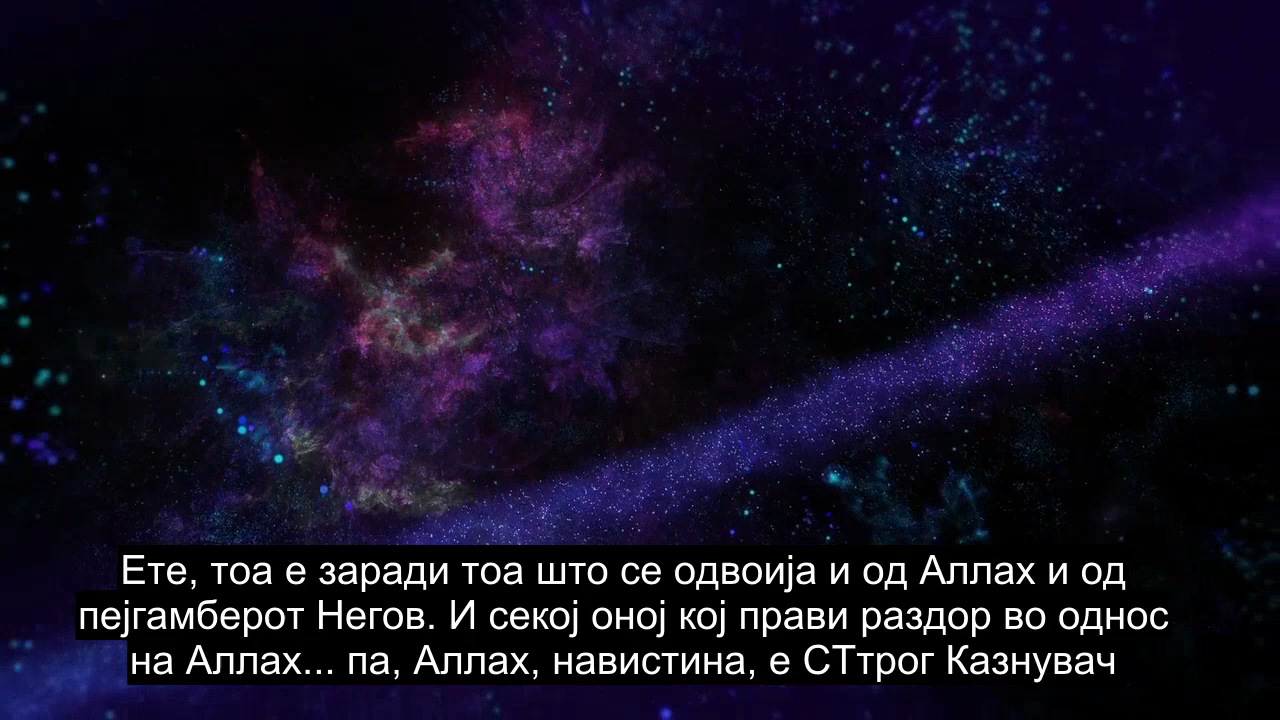 Ете, тоа е заради тоа што се одвоија и од Аллах и од
пејгамберот Негов. И секој оној кој прави раздор во однос
на Аллах... па, Аллах, навистина, е СТтрог Казнувач